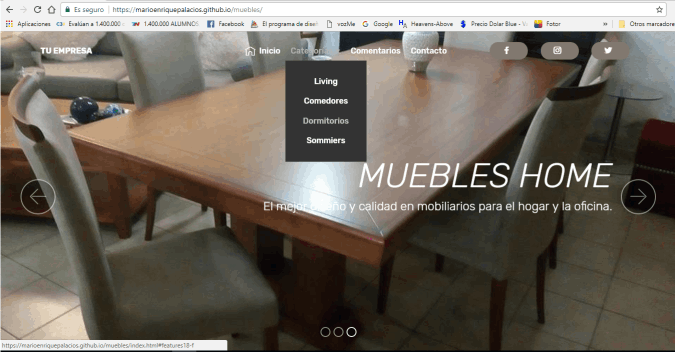 Es seguro | https://marioenriquepalacios.github.io/muebles/
Aplicaciones Evalúan a 1.400.000 1.400.000 ALUMNOS, Facebook El programa de diseñ vozMe Google Heavens-Above Precio Dolar Blue - V Fotor » Otros marcadores
TU EMPRESA Inicio Categorías Comentarios Contacto
Living
Comedores
Dormitorios
Sommiers
MUEBLES HOME
El mejor diseño y calidad en mobiliarios para el hogar y la oficina.
https://marioenriquepalacios.github.io/muebles/index.html#features18-f